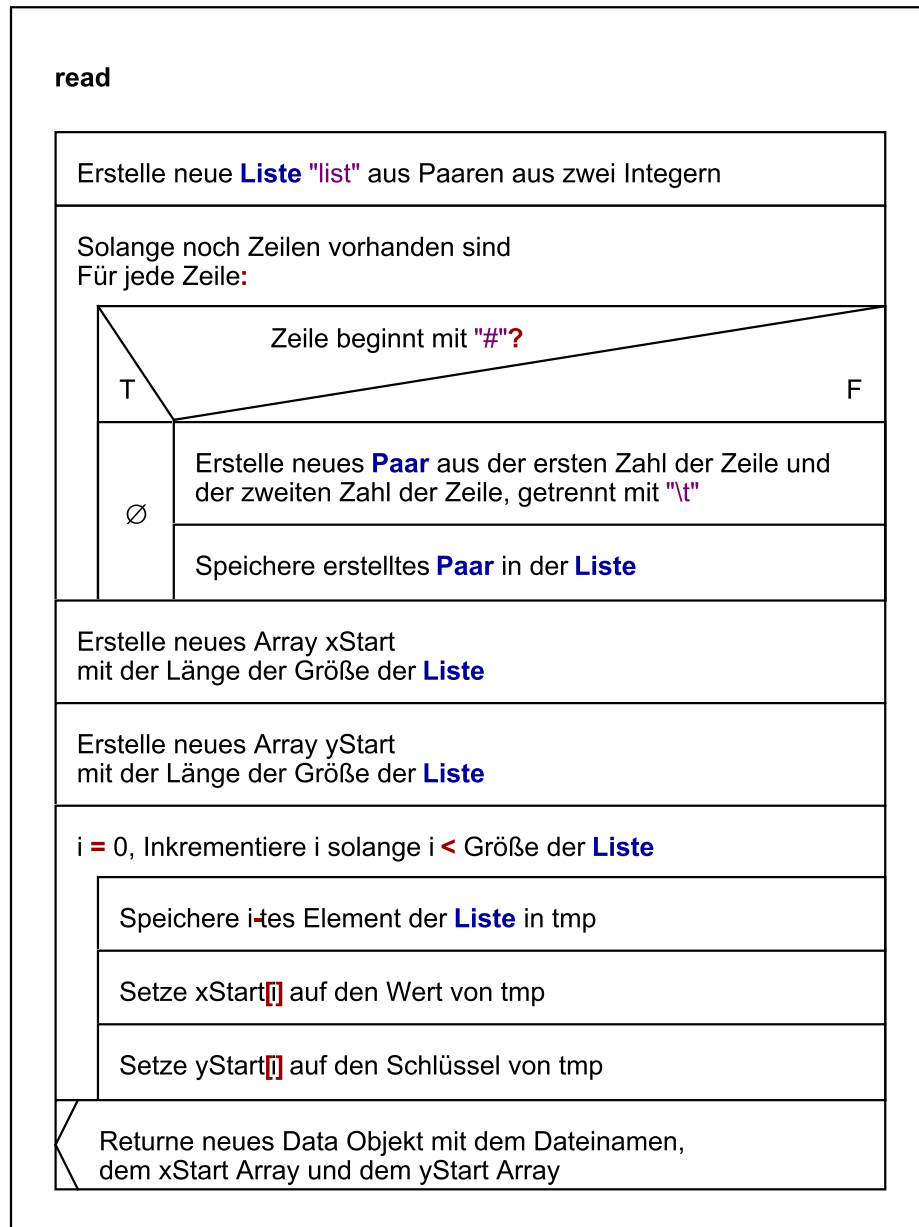 read
Erstelle neue Liste "list" aus Paaren aus zwei Integern
Solange noch Zeilen vorhanden sind
Für jede Zeile:
Zeile beginnt mit "#"?
T
F
∅
Erstelle neues Paar aus der ersten Zahl der Zeile und
der zweiten Zahl der Zeile, getrennt mit "\t"
Speichere erstelltes Paar in der Liste
Erstelle neues Array xStart
mit der Länge der Größe der Liste
Erstelle neues Array yStart
mit der Länge der Größe der Liste
i = 0, Inkrementiere i solange i < Größe der Liste
Speichere i-tes Element der Liste in tmp
Setze xStart[i] auf den Wert von tmp
Setze yStart[i] auf den Schlüssel von tmp
Returne neues Data Objekt mit dem Dateinamen,
dem xStart Array und dem yStart Array